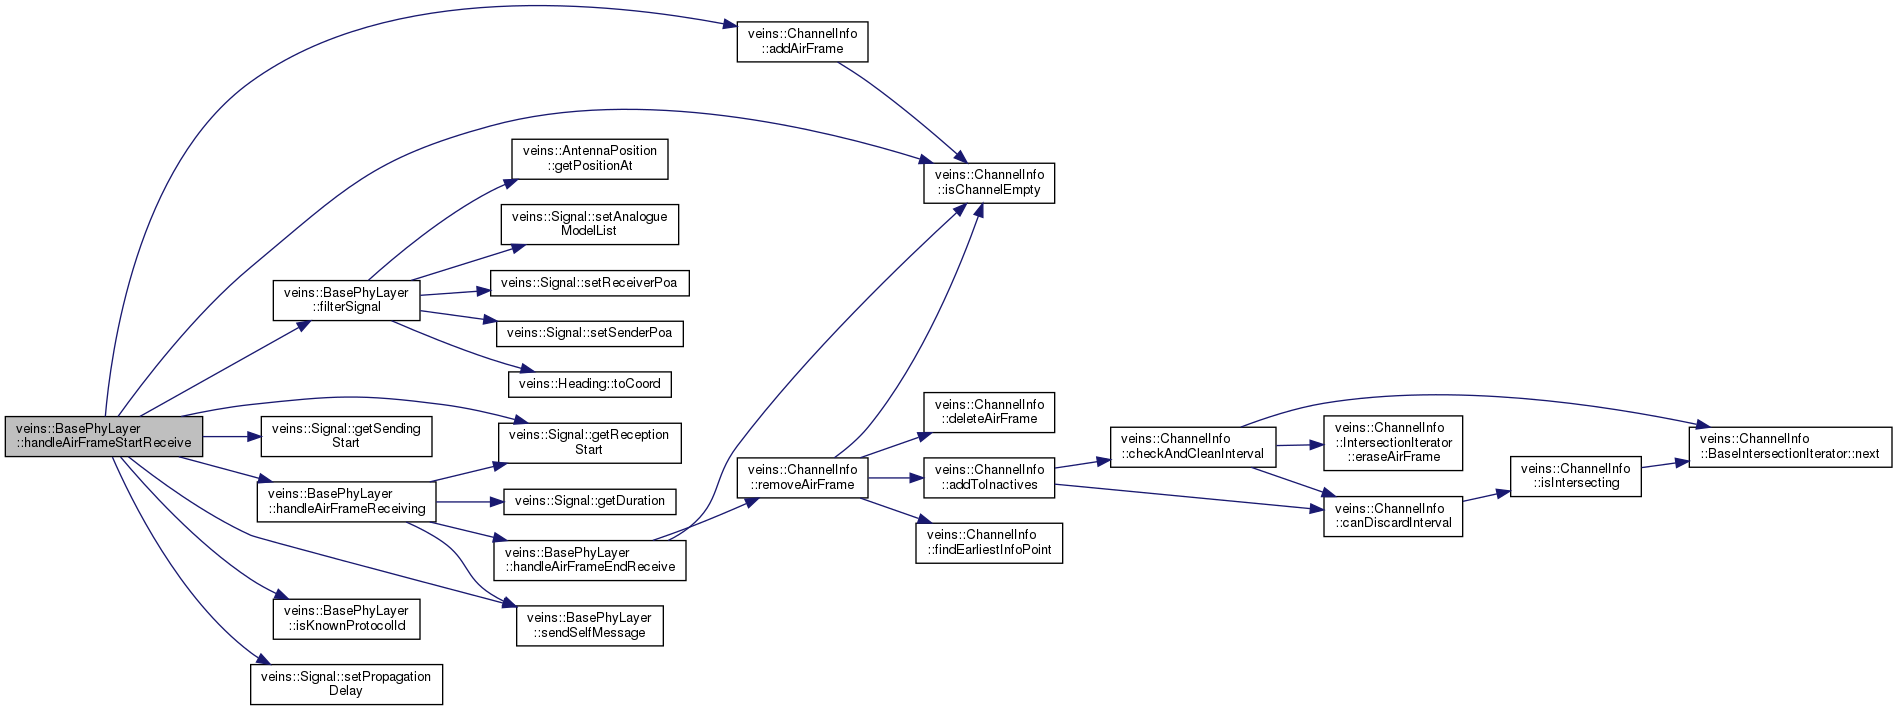 veins::BasePhyLayer
::handleAirFrameStartReceive
veins::ChannelInfo
::addAirFrame
veins::ChannelInfo
::isChannelEmpty
veins::AntennaPosition
::getPositionAt
veins::Signal::setAnalogue
ModelList
veins::BasePhyLayer
::filterSignal
veins::Signal::setReceiverPoa
veins::Signal::setSenderPoa
veins::Heading::toCoord
veins::Signal::getSending
Start
veins::Signal::getReception
Start
veins::BasePhyLayer
::handleAirFrameReceiving
veins::Signal::getDuration
veins::BasePhyLayer
::handleAirFrameEndReceive
veins::BasePhyLayer
::sendSelfMessage
veins::BasePhyLayer
::isKnownProtocolId
veins::Signal::setPropagation
Delay
veins::ChannelInfo
::removeAirFrame
veins::ChannelInfo
::deleteAirFrame
veins::ChannelInfo
::addToInactives
veins::ChannelInfo
::findEarliestInfoPoint
veins::ChannelInfo
::checkAndCleanInterval
veins::ChannelInfo
::IntersectionIterator
::eraseAirFrame
veins::ChannelInfo
::canDiscardInterval
veins::ChannelInfo
::isIntersecting
veins::ChannelInfo
::BaseIntersectionIterator::next